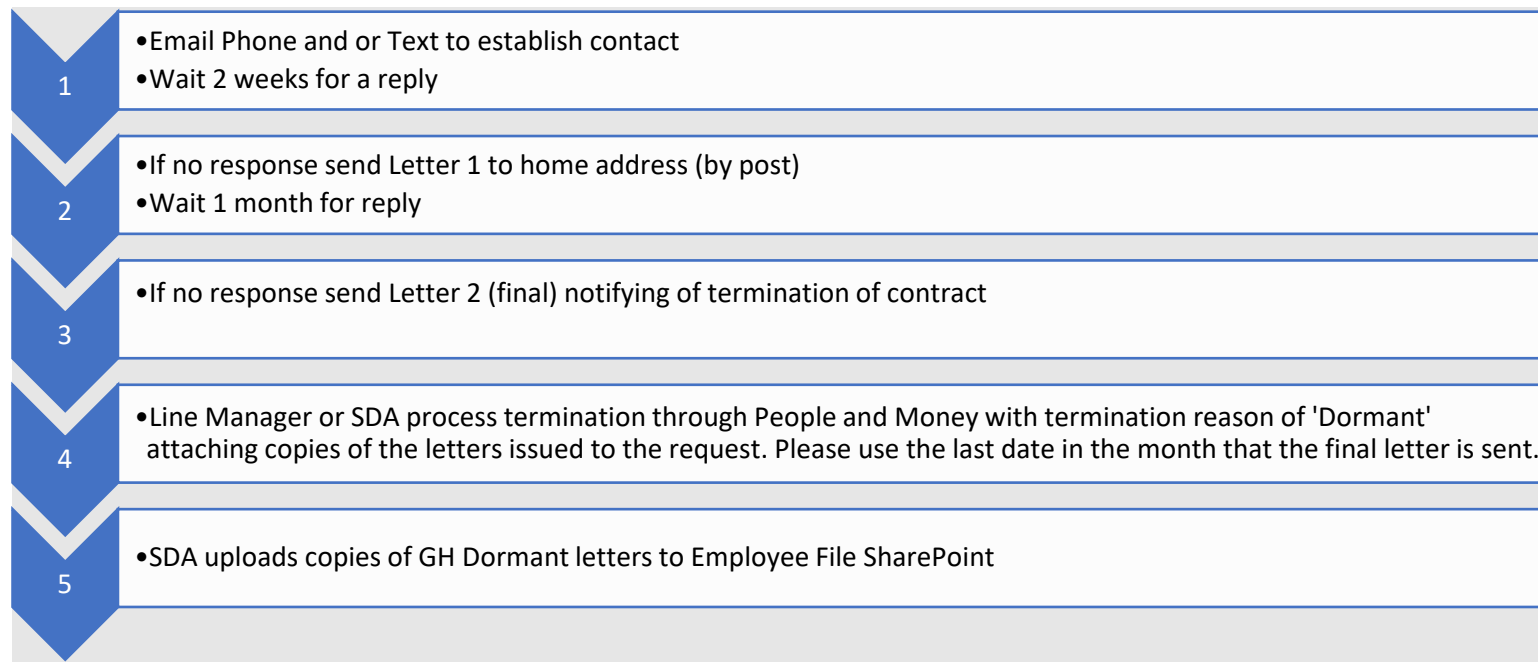 1
•Email Phone and or Text to establish contact
•Wait 2 weeks for a reply
2
•If no response send Letter 1 to home address (by post)
•Wait 1 month for reply
3
•If no response send Letter 2 (final) notifying of termination of contract
4
•Line Manager or SDA process termination through People and Money with termination reason of 'Dormant'
attaching copies of the letters issued to the request. Please use the last date in the month that the final letter is sent.
5
•SDA uploads copies of GH Dormant letters to Employee File SharePoint